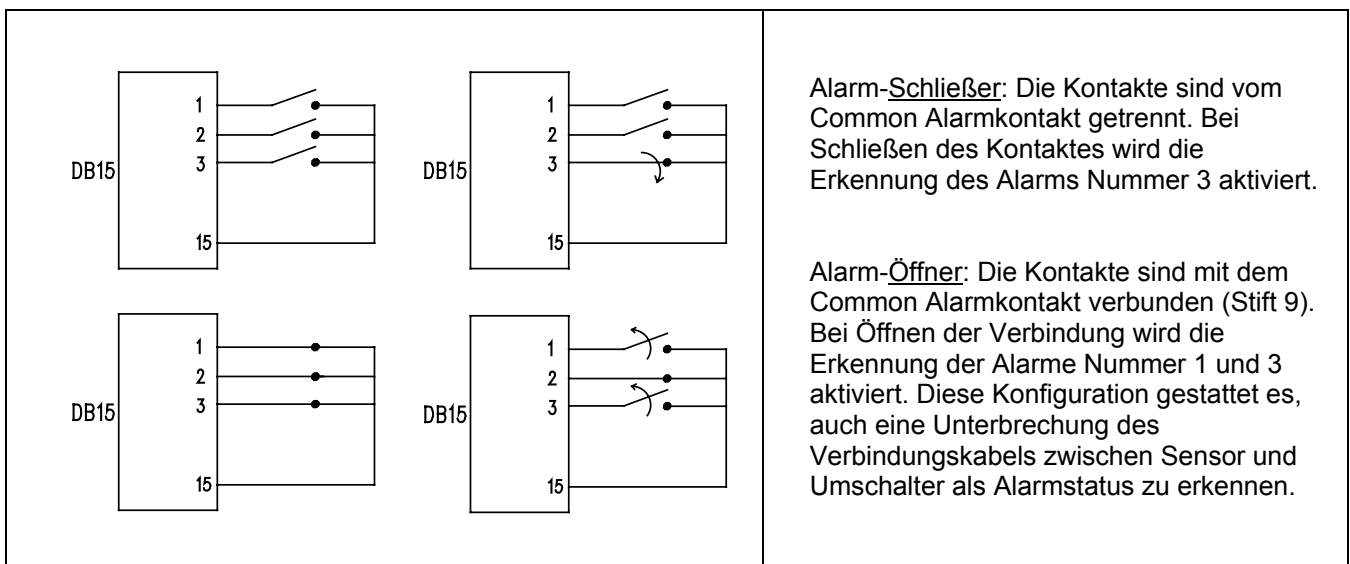 1
2
3
DB15
15
1
2
3
DB15
15
1
2
3
DB15
15
1
2
3
DB15
15
Alarm-Schließer: Die Kontakte sind vom
Common Alarmkontakt getrennt. Bei
Schließen des Kontaktes wird die
Erkennung des Alarms Nummer 3 aktiviert.
Alarm-Öffner: Die Kontakte sind mit dem
Common Alarmkontakt verbunden (Stift 9).
Bei Öffnen der Verbindung wird die
Erkennung der Alarme Nummer 1 und 3
aktiviert. Diese Konfiguration gestattet es,
auch eine Unterbrechung des
Verbindungskabels zwischen Sensor und
Umschalter als Alarmstatus zu erkennen.